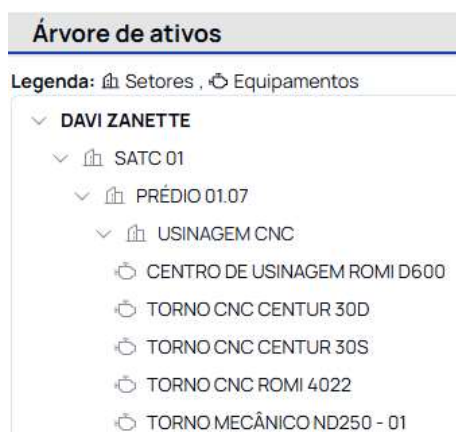 Árvore de ativos
Legenda: Setores , Equipamentos
DAVI ZANETTE
SATC 01
PRÉDIO 01.07
USINAGEM CNC
CENTRO DE USINAGEM ROMI D600
TORNO CNC CENTUR 30D
TORNO CNC CENTUR 30S
TORNO CNC ROMI 4022
TORNO MECÂNICO ND250 - 01